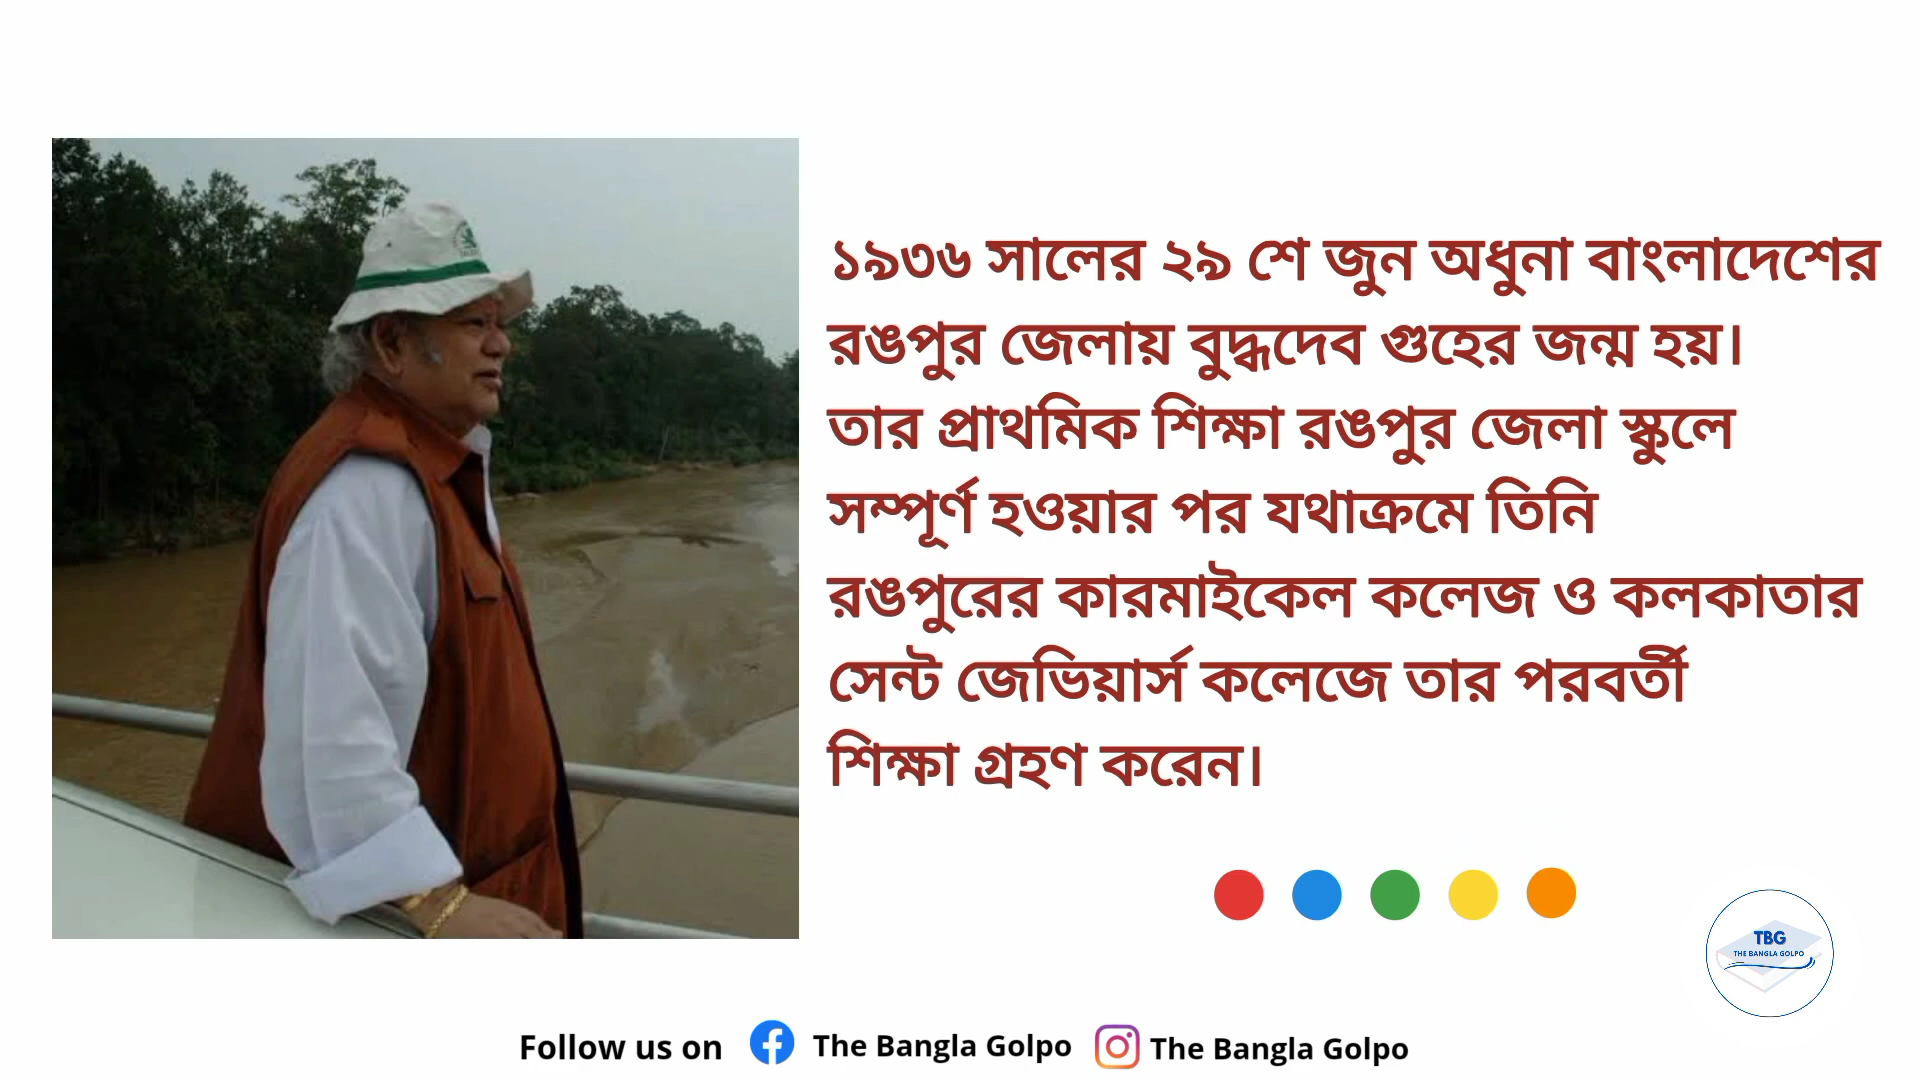 ১৯৩৬ সালের ২৯ শে জুন অধুনা বাংলাদেশের
রঙপুর জেলায় বুদ্ধদেব গুহের জন্ম হয়।
তার প্রাথমিক শিক্ষা রঙপুর জেলা স্কুলে
সম্পূর্ণ হওয়ার পর যথাক্রমে তিনি
রঙপুরের কারমাইকেল কলেজ ও কলকাতার
সেন্ট জেভিয়ার্স কলেজে তার পরবর্তী
শিক্ষা গ্রহণ করেন।
TBG
THE BANGLA GOLPO
Follow us on The Bangla Golpo The Bangla Golpo